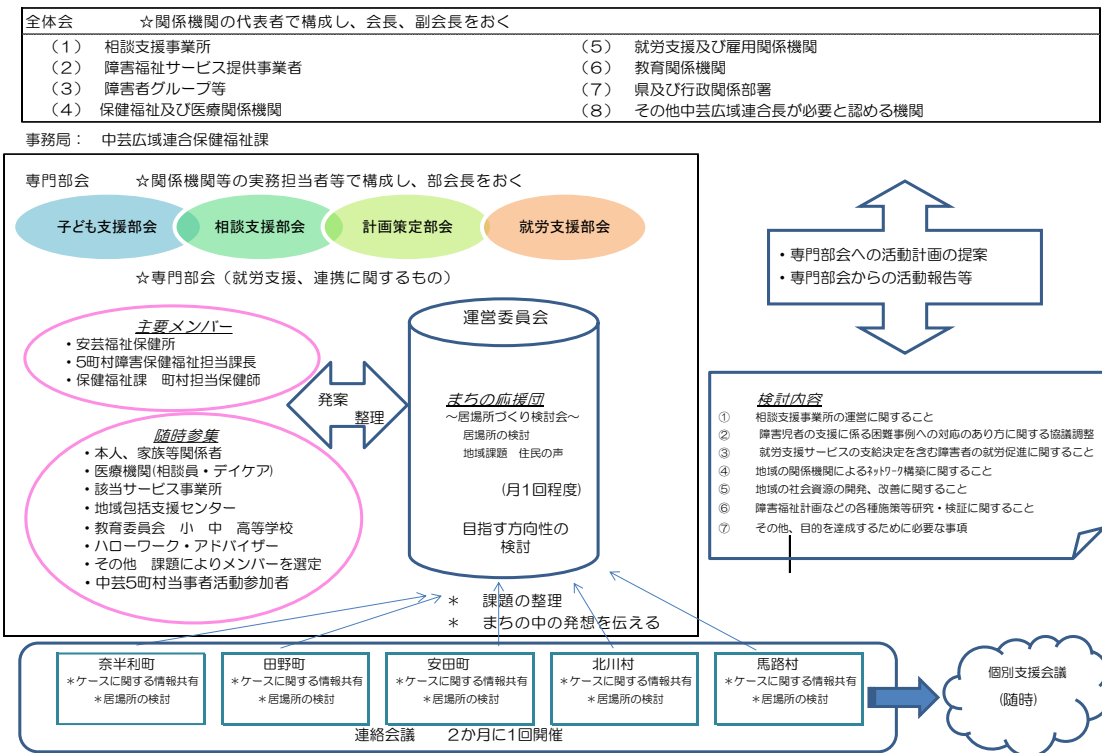 全体会　　☆関係機関の代表者で構成し、会長、副会長をおく
（１）　相談支援事業所
（２）　障害福祉サービス提供事業者
（３）　障害者グループ等
（４）　保健福祉及び医療関係機関
（５）　就労支援及び雇用関係機関
（６）　教育関係機関
（７）　県及び行政関係部署
（８）　その他中芸広域連合長が必要と認める機関
事務局：　中芸広域連合保健福祉課
専門部会　　☆関係機関等の実務担当者等で構成し、部会長をおく
子ども支援部会　相談支援部会　計画策定部会　就労支援部会
☆専門部会（就労支援、連携に関するもの）
主要メンバー
・安芸福祉保健所
・5町村障害保健福祉担当課長
・保健福祉課　町村担当保健師
随時参集
・本人、家族等関係者
・医療機関(相談員・デイケア)
・該当サービス事業所
・地域包括支援センター
・教育委員会　小　中　高等学校
・ハローワーク・アドバイザー
・その他　課題によりメンバーを選定
・中芸5町村当事者活動参加者
発案
整理
運営委員会
まちの応援団
～居場所づくり検討会～
居場所の検討
地域課題　住民の声
(月1回程度)
目指す方向性の
検討
＊　課題の整理
＊　まちの中の発想を伝える
・専門部会への活動計画の提案
・専門部会からの活動報告等
検討内容
①　相談支援事業所の運営に関すること
②　障害児者の支援に係る困難事例への対応のあり方に関する協議調整
③　就労支援サービスの支給決定を含む障害者の就労促進に関すること
④　地域の関係機関によるﾈｯﾄﾜｰｸ構築に関すること
⑤　地域の社会資源の開発、改善に関すること
⑥　障害福祉計画などの各種施策等研究・検証に関すること
⑦　その他、目的を達成するために必要な事項
奈半利町
＊ケースに関する情報共有
＊居場所の検討
田野町
＊ケースに関する情報共有
＊居場所の検討
安田町
＊ケースに関する情報共有
＊居場所の検討
北川村
＊ケースに関する情報共有
＊居場所の検討
馬路村
＊ケースに関する情報共有
＊居場所の検討
連絡会議　　2か月に1回開催
個別支援会議
(随時)